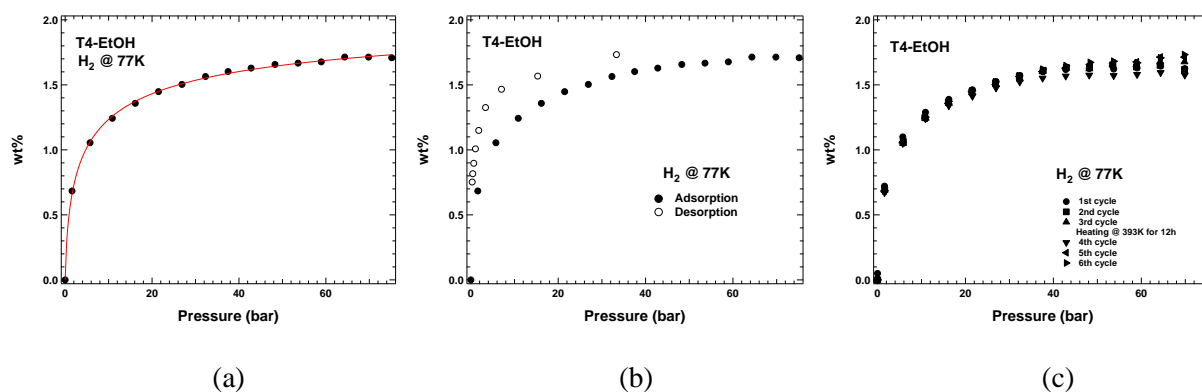 2.0
1.5
1.0
0.5
0.0
wt%
T4-EtOH
H₂ @ 77K
0
20
40
60
Pressure (bar)
(a)
2.0
1.5
1.0
0.5
0.0
wt%
T4-EtOH
H₂ @ 77K
Adsorption
Desorption
0
20
40
60
Pressure (bar)
(b)
2.0
1.5
1.0
0.5
0.0
wt%
T4-EtOH
H₂ @ 77K
1st cycle
2nd cycle
3rd cycle
Heating @ 393K for 12h
4th cycle
5th cycle
6th cycle
0
20
40
60
Pressure (bar)
(c)